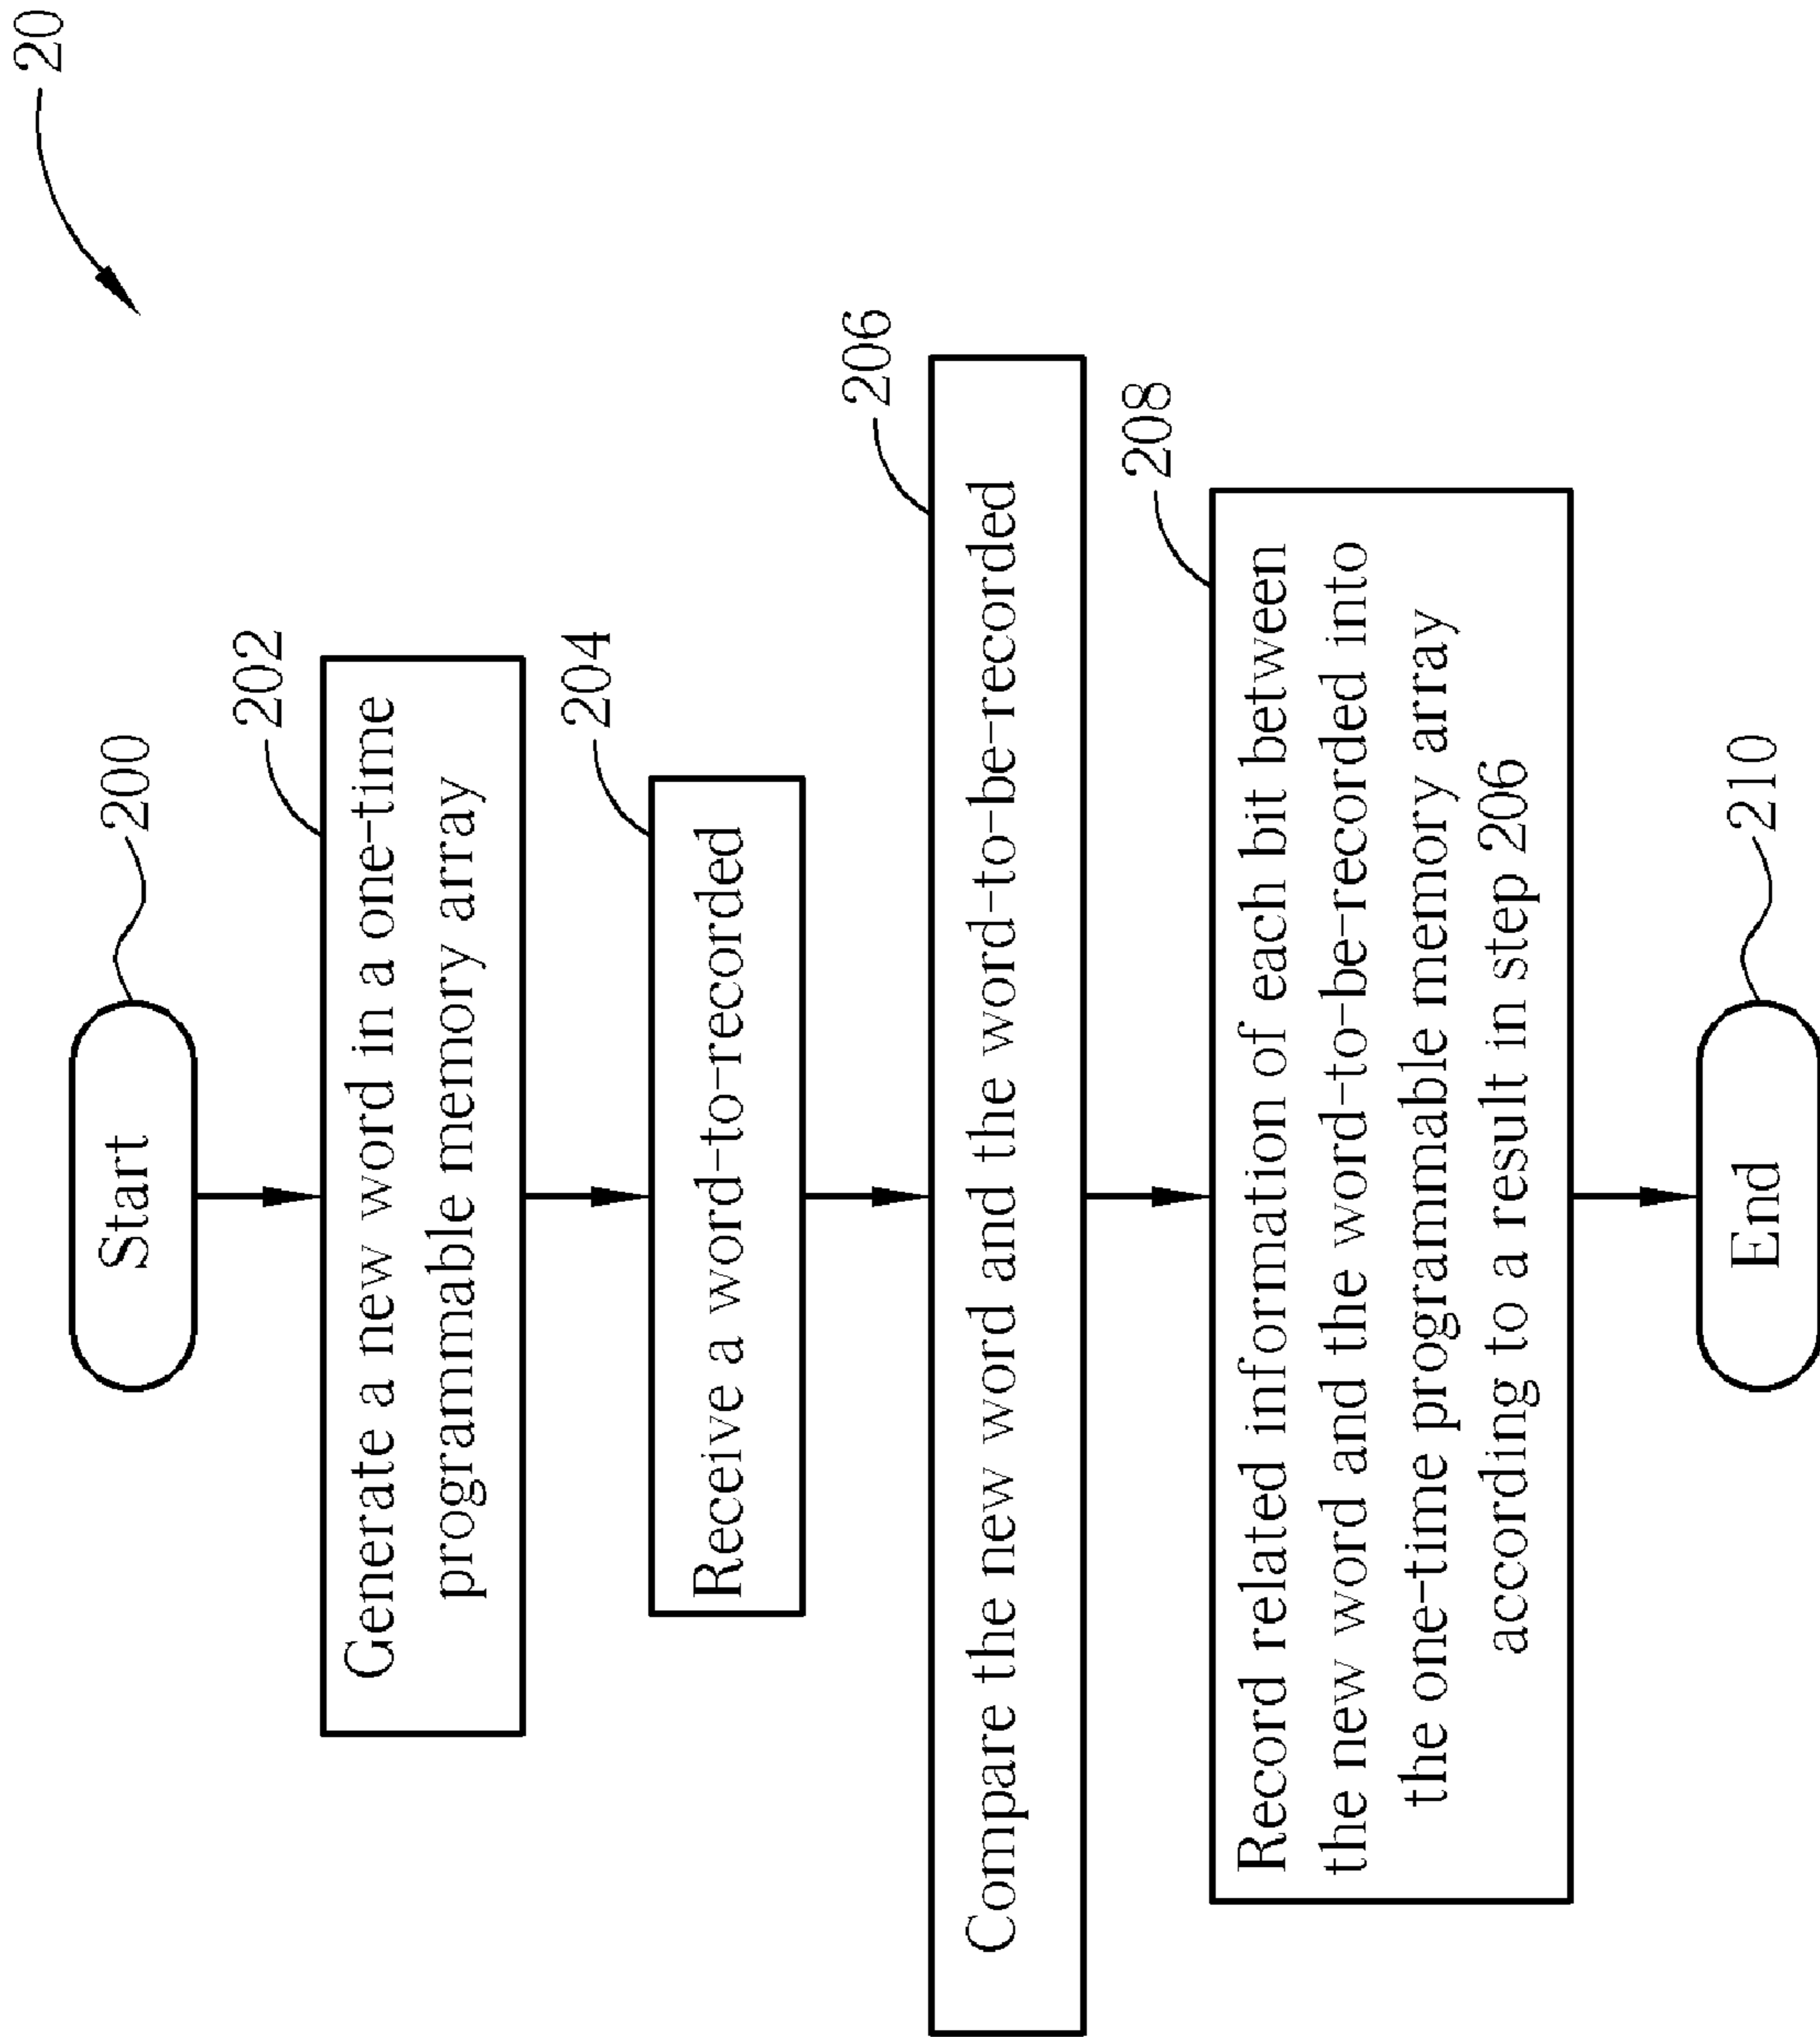 20
Start
200
202
Generate a new word in a one-time
programmable memory array
204
Receive a word-to-recorded
206
Compare the new word and the word-to-be-recorded
208
Record related information of each bit between
the new word and the word-to-be-recorded into
the one-time programmable memory array
according to a result in step 206
End
210